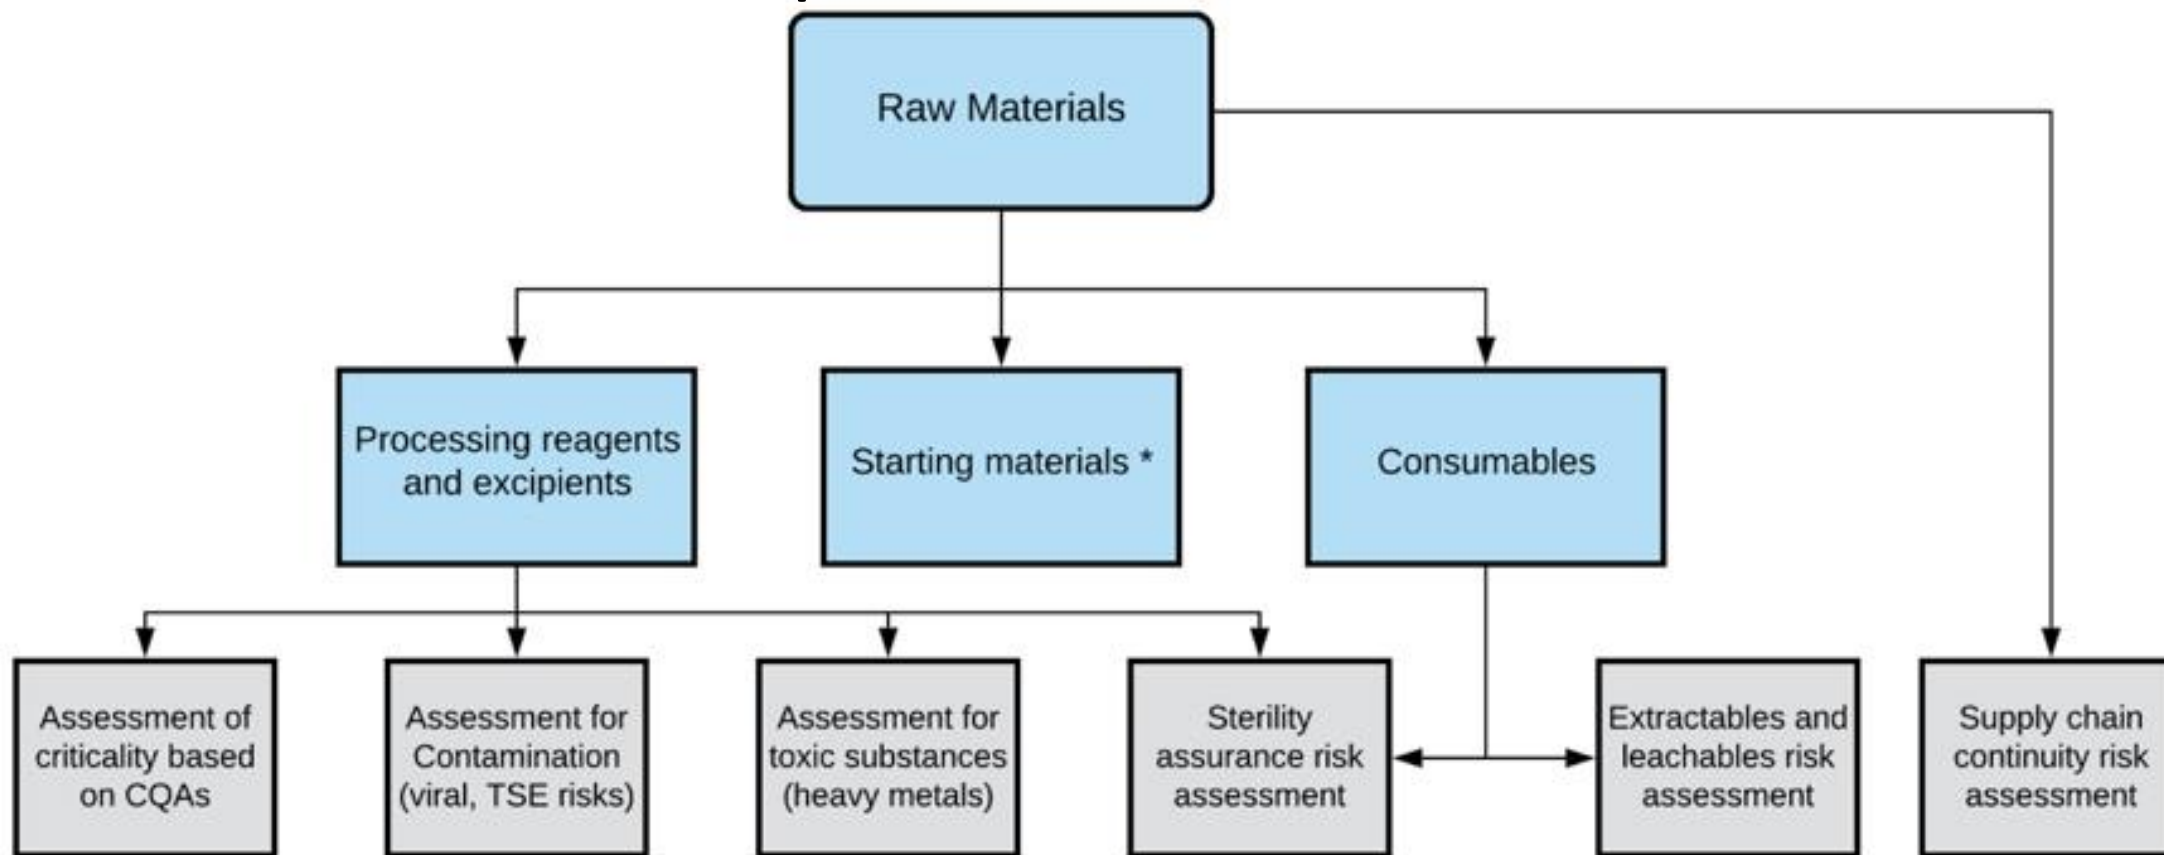 Raw Materials
Processing reagents
and excipients
Starting materials *
Consumables
Assessment of
criticality based
on CQAs
Assessment for
Contamination
(viral, TSE risks)
Assessment for
toxic substances
(heavy metals)
Sterility
assurance risk
assessment
Extractables and
leachables risk
assessment
Supply chain
continuity risk
assessment